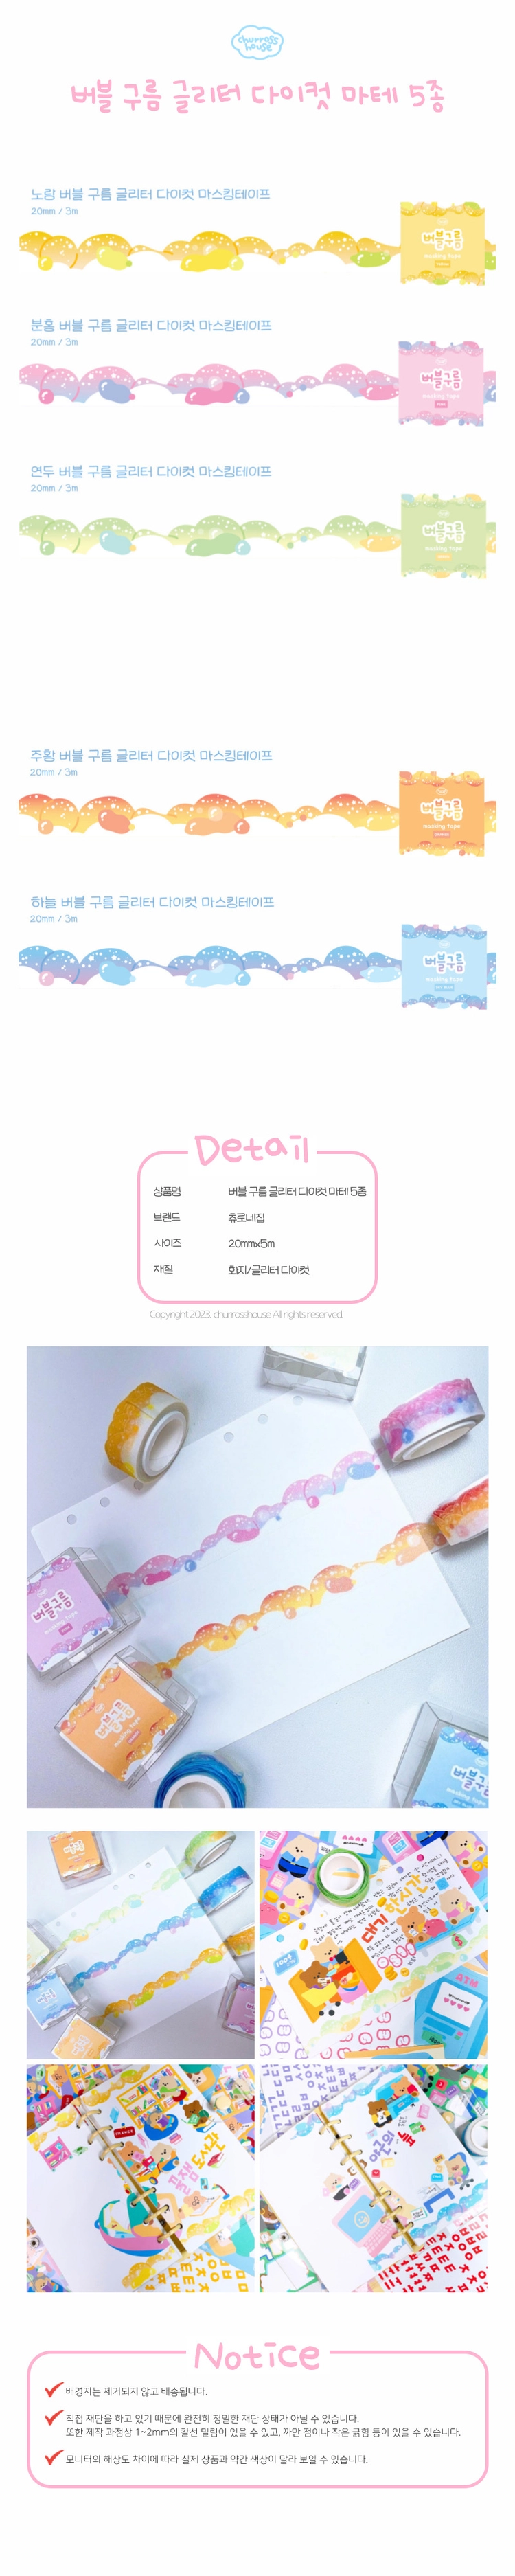 churross
house
버블 구름 글리터 다이컷 마테 5종
노랑 버블 구름 글리터 다이컷 마스킹테이프
20mm / 3m
버블구름
masking tape
분홍 버블 구름 글리터 다이컷 마스킹테이프
20mm / 3m
버블구름
masking tape
연두 버블 구름 글리터 다이컷 마스킹테이프
20mm / 3m
버블구름
masking tape
주황 버블 구름 글리터 다이컷 마스킹테이프
20mm / 3m
버블구름
masking tape
하늘 버블 구름 글리터 다이컷 마스킹테이프
20mm / 3m
버블구름
masking tape
SKY BLUE
Detail
상품명 버블 구름 글리터 다이컷 마테 5종
브랜드 츄로네집
사이즈 20mmx5m
재질 화지/글리터 다이컷
Copyright 2023. churrosshouse All rights reserved.
버블구름
masking tape
버블구름
masking tape
대기
ATM
야근의
Notice
배경지는 제거되지 않고 배송됩니다.
직접 재단을 하고 있기 때문에 완전히 정밀한 재단 상태가 아닐 수 있습니다.
또한 제작 과정상 1~2mm의 칼선 밀림이 있을 수 있고, 까만 점이나 작은 긁힘 등이 있을 수 있습니다.
모니터의 해상도 차이에 따라 실제 상품과 약간 색상이 달라 보일 수 있습니다.